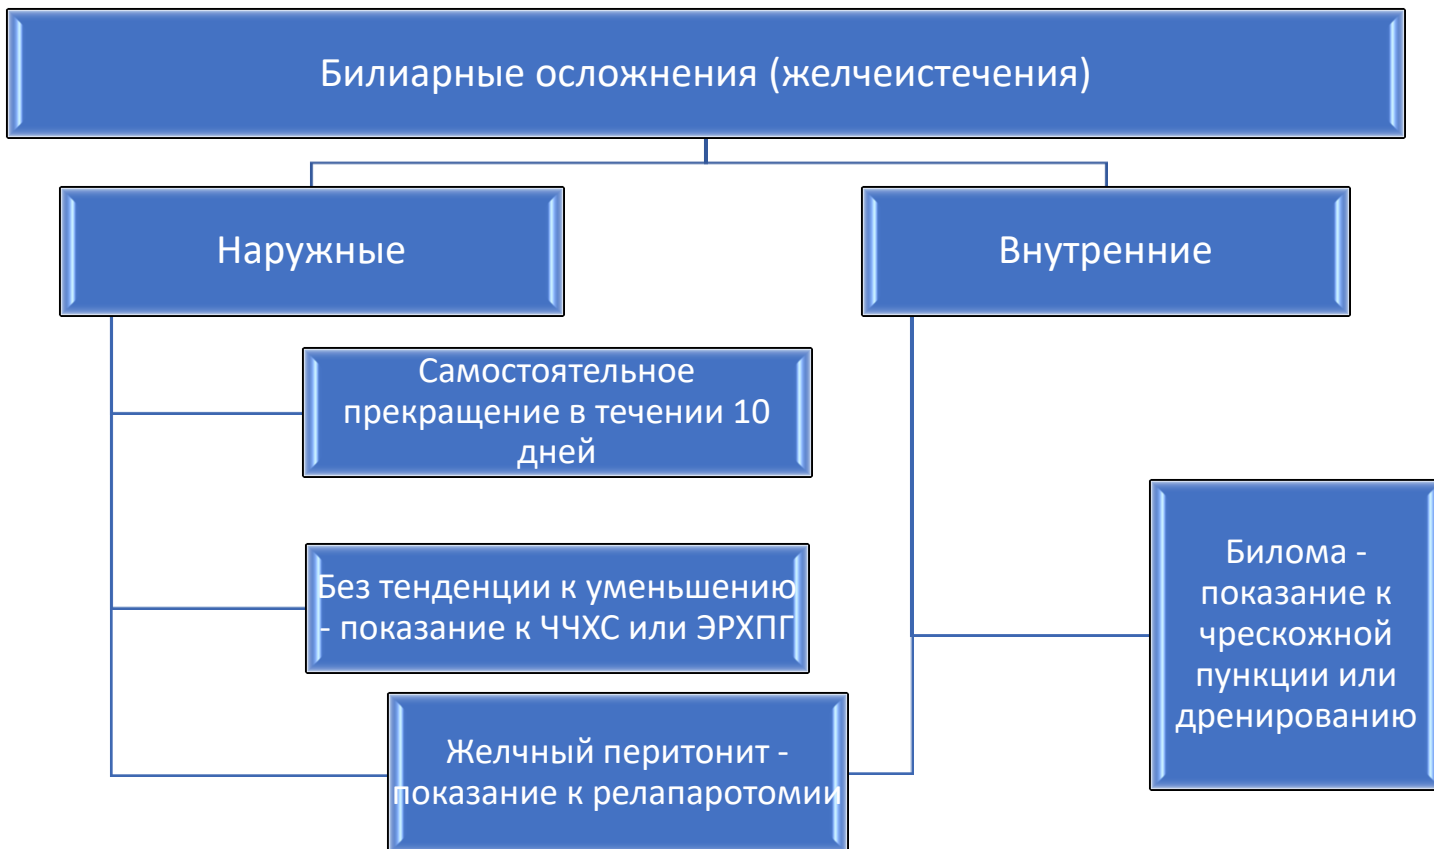 Билиарные осложнения (желчеистечения)
Наружные
Внутренние
Самостоятельное
прекращение в течении 10
дней
Без тенденции к уменьшению
- показание к ЧЧХС или ЭРХПГ
Желчный перитонит -
показание к релапаротомии
Билома -
показание к
чрескожной
пункции или
дренированию